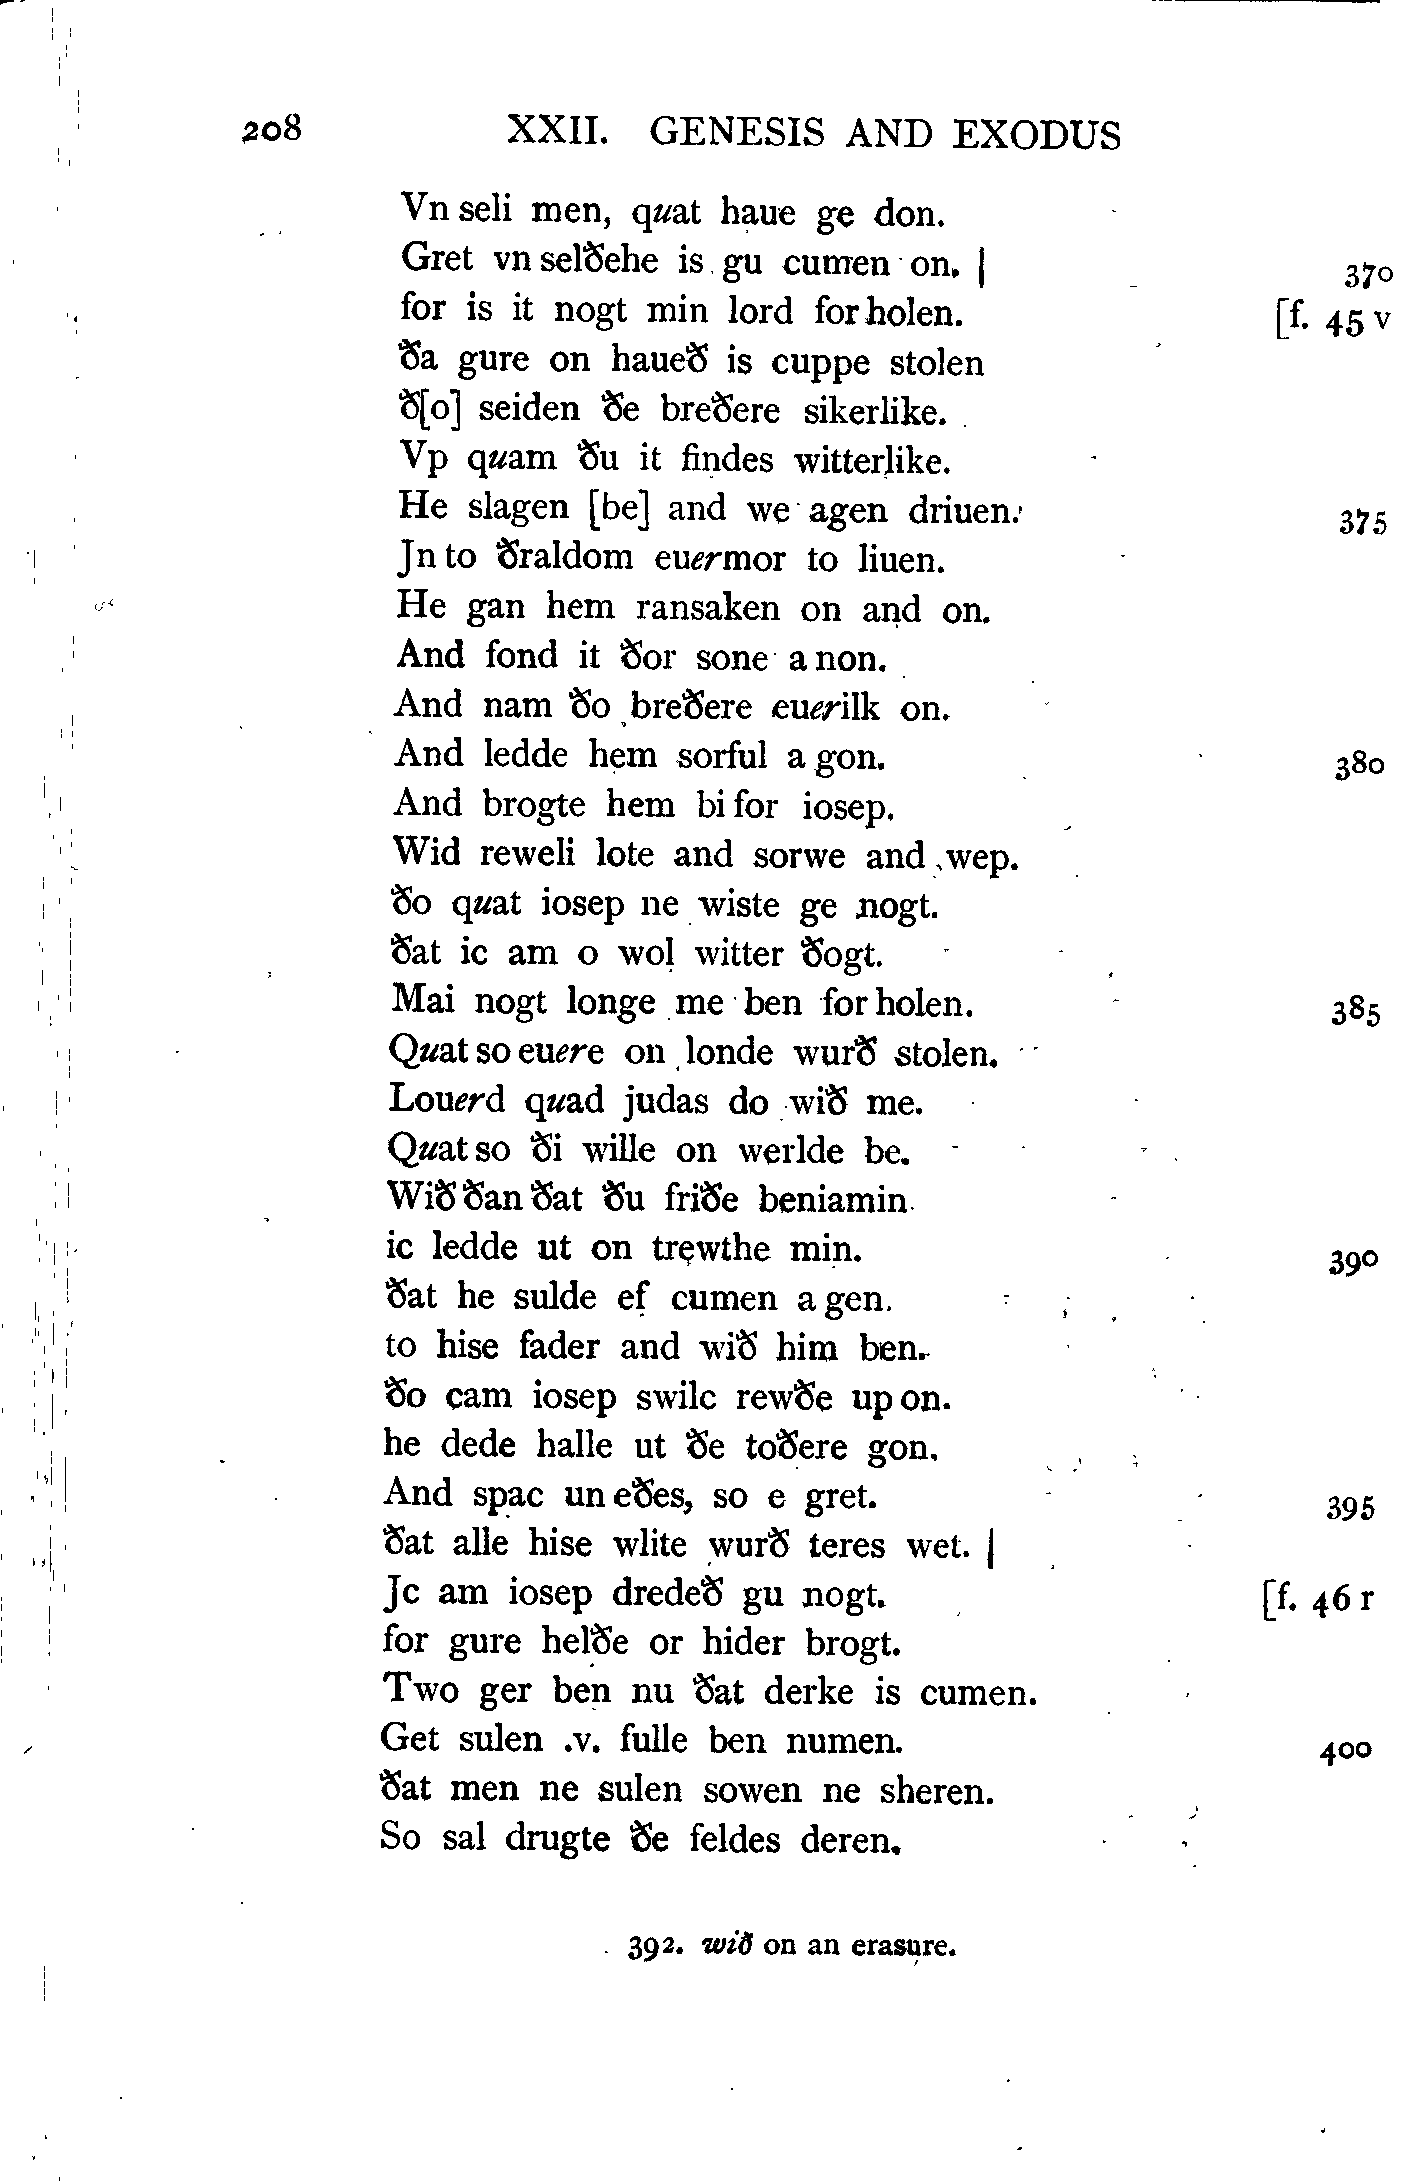 208 XXII. GENESIS AND EXODUS
Vn seli men, quat haue ge don.
Gret vn selðehe is gu cumen on. | 370
for is it nogt min lord for holen. [f. 45 v
ða gure on haueð is cuppe stolen
ð[o] seiden ðe breðere sikerlike.
Vp quam ðu it findes witterlike.
He slagen [be] and we agen driuen. 375
Jn to ðraldom euermor to liuen.
He gan hem ransaken on and on.
And fond it ðor sone a non.
And nam ðo breðere euerilk on.
And ledde hem sorful a gon. 380
And brogte hem bi for iosep.
Wid reweli lote and sorwe and wep.
ðo quat iosep ne wiste ge nogt.
ðat ic am o wol witter ðogt.
Mai nogt longe me ben for holen. 385
Quat so euere on londe wurð stolen.
Louerd quad judas do wið me.
Quat so ði wille on werlde be.
Wið ðan ðat ðu friðe beniamin.
ic ledde ut on trewthe min. 390
ðat he sulde ef cumen a gen.
to hise fader and wið him ben.
ðo cam iosep swilc rewðe up on.
he dede halle ut ðe toðere gon.
And spac un eðes, so e gret. 395
ðat alle hise wlite wurð teres wet. |
Jc am iosep dredeð gu nogt. [f. 46 r
for gure helðe or hider brogt.
Two ger ben nu ðat derke is cumen.
Get sulen .v. fulle ben numen. 400
ðat men ne sulen sowen ne sheren.
So sal drugte ðe feldes deren.
392. wið on an erasure.